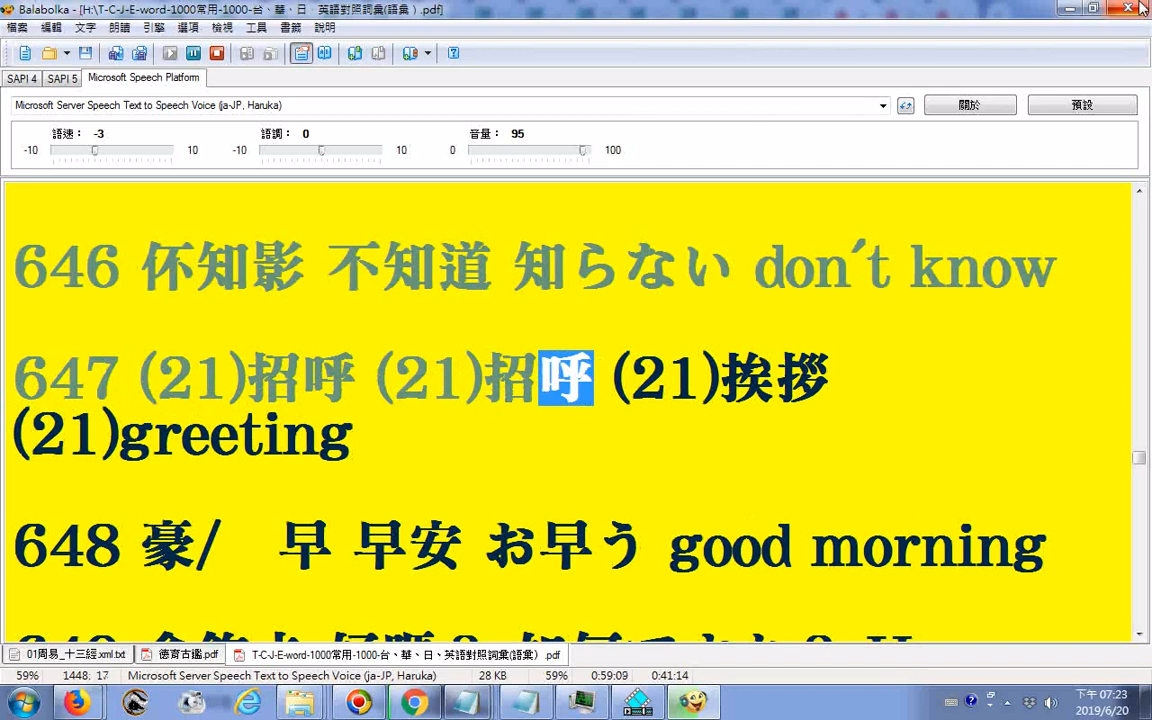 Balabolka - [H:\T-C-J-E-word-1000常用-1000-台、華、日、英語對照詞彙(語彙).pdf]
檔案 編輯 文字 朗讀 引擎 選項 檢視 工具 書籤 說明
SAPI 4 SAPI 5 Microsoft Speech Platform
Microsoft Server Speech Text to Speech Voice (ja-JP, Haruka) 關於 預設
語速： -3 語調： 0 音量： 95
-10 10 -10 10 0 100
646 伓知影 不知道 知らない don´t know
647 (21)招呼 (21)招呼 (21)挨拶
(21)greeting
648 豪/ 早 早安 お早う good morning
01周易_十三經.xml.txt 德育古鑑.pdf T-C-J-E-word-1000常用-1000-台、華、日、英語對照詞彙(語彙).pdf
59% 1448: 17 Microsoft Server Speech Text to Speech Voice (ja-JP, Haruka) 28 KB 59% 0:59:09 0:41:14
下午 07:23
2019/6/20